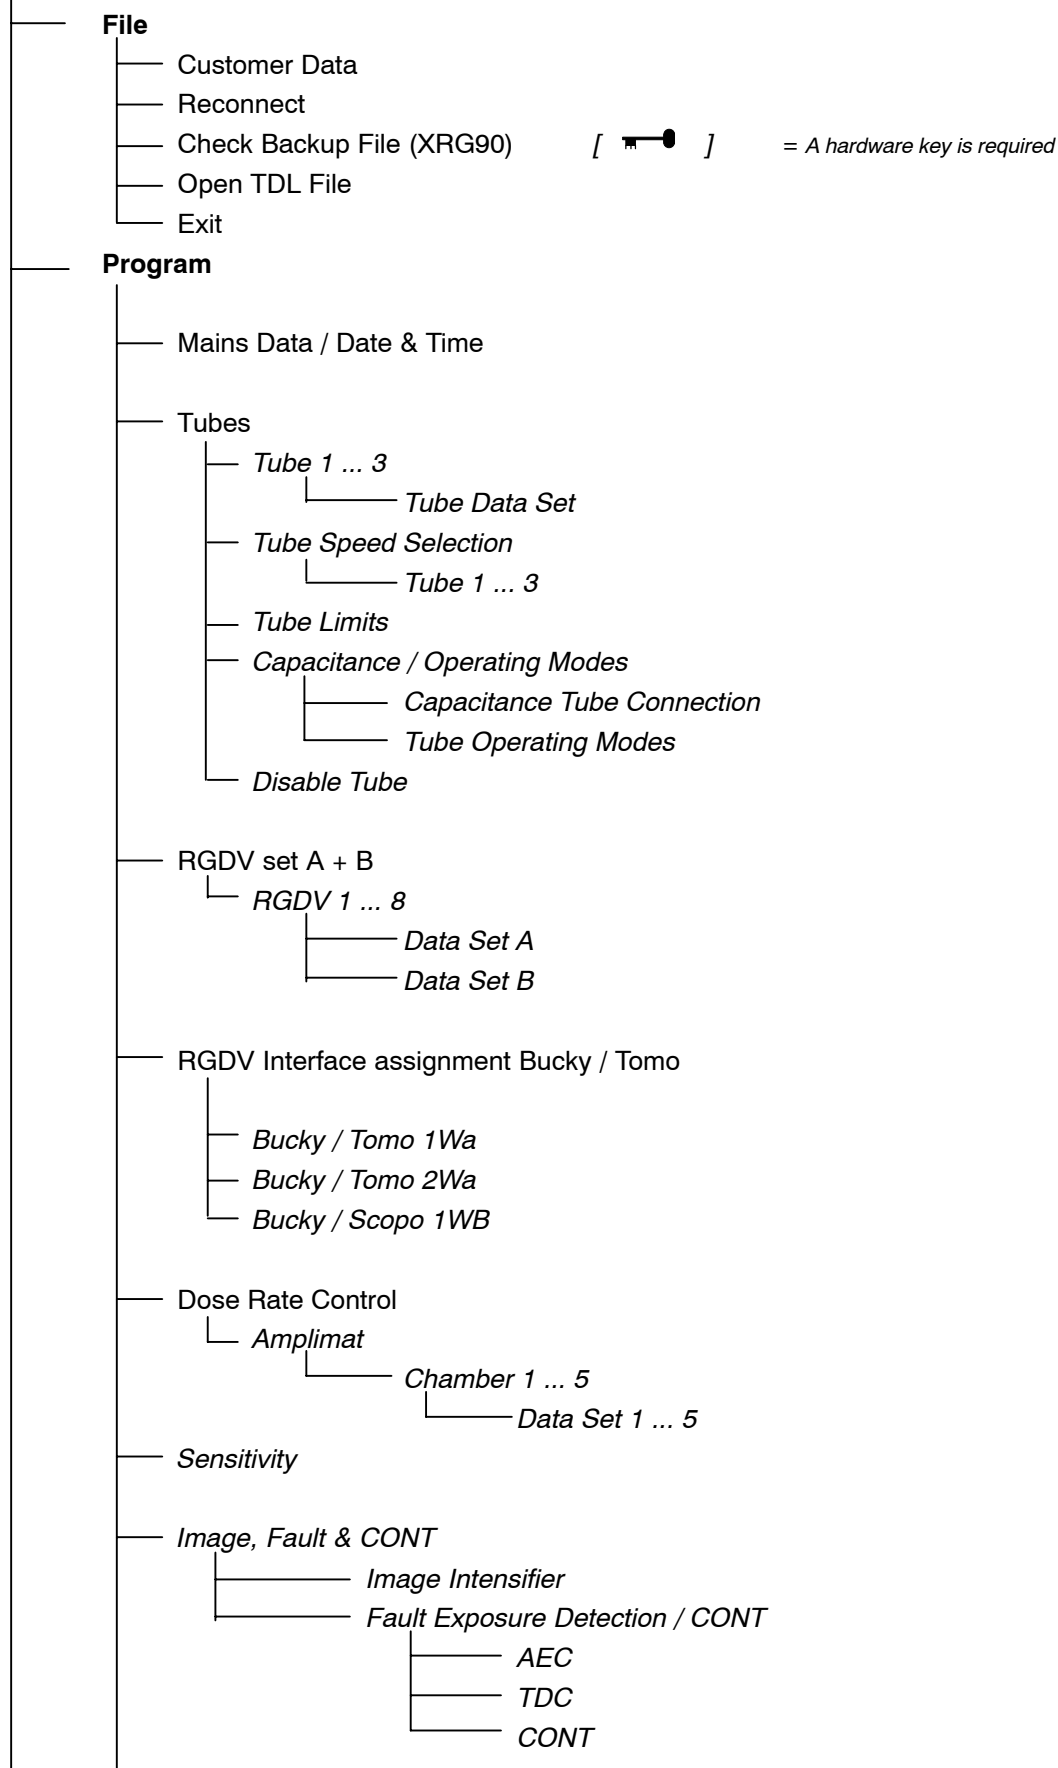 File
Customer Data
Reconnect
Check Backup File (XRG90) [ ] = A hardware key is required
Open TDL File
Exit
Program
Mains Data / Date & Time
Tubes
Tube 1 ... 3
Tube Data Set
Tube Speed Selection
Tube 1 ... 3
Tube Limits
Capacitance / Operating Modes
Capacitance Tube Connection
Tube Operating Modes
Disable Tube
RGDV set A + B
RGDV 1 ... 8
Data Set A
Data Set B
RGDV Interface assignment Bucky / Tomo
Bucky / Tomo 1Wa
Bucky / Tomo 2Wa
Bucky / Scopo 1WB
Dose Rate Control
Amplimat
Chamber 1 ... 5
Data Set 1 ... 5
Sensitivity
Image, Fault & CONT
Image Intensifier
Fault Exposure Detection / CONT
AEC
TDC
CONT